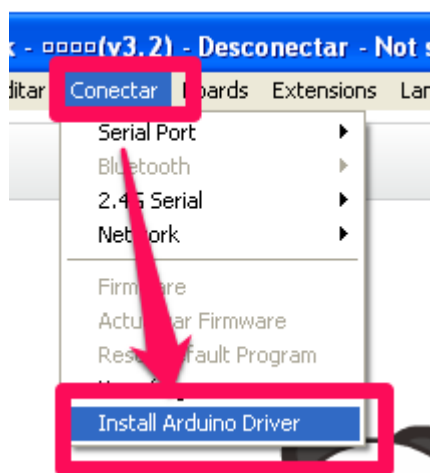 k - □□□□(v3.2) - Desconectar - Not s
ditar Conectar Boards Extensions Lan
Serial Port
Bluetooth
2.4G Serial
Network
Firmware
Actualizar Firmware
Reset Default Program
Install Arduino Driver